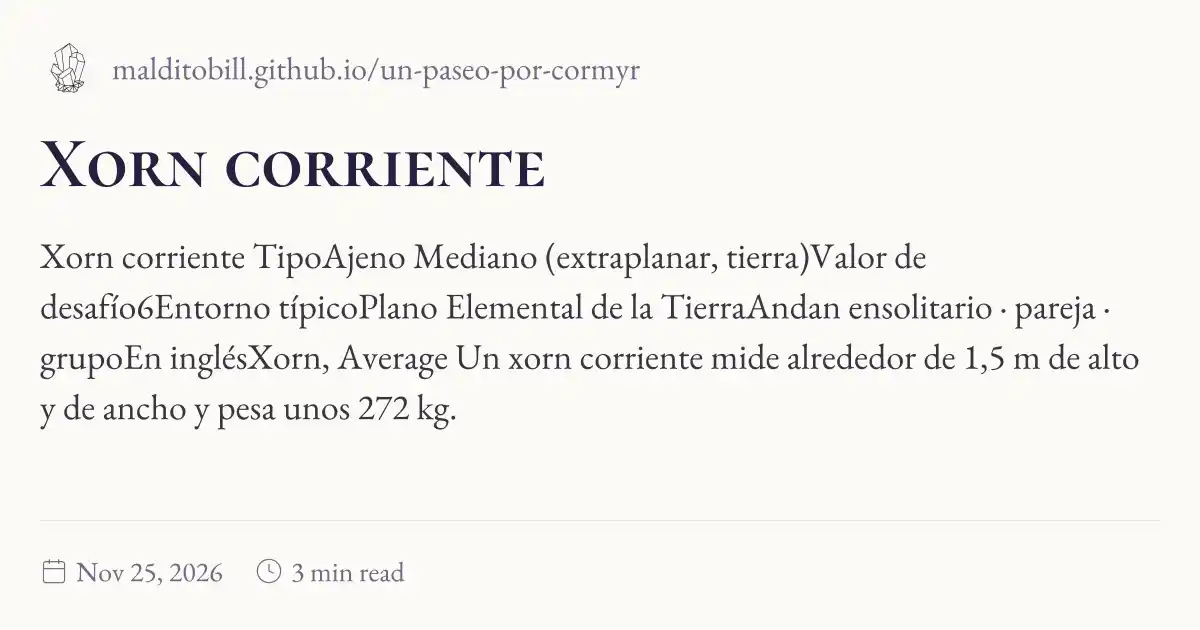 malditobill.github.io/un-paseo-por-cormyr
Xorn corriente
Xorn corriente TipoAjeno Mediano (extraplanar, tierra)Valor de
desafío6Entorno típicoPlano Elemental de la TierraAndan ensolitario · pareja ·
grupoEn inglésXorn, Average Un xorn corriente mide alrededor de 1,5 m de alto
y de ancho y pesa unos 272 kg.
Nov 25, 2026
3 min read